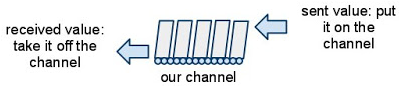 received value:
take it off the
channel
our channel
sent value: put
it on the
channel